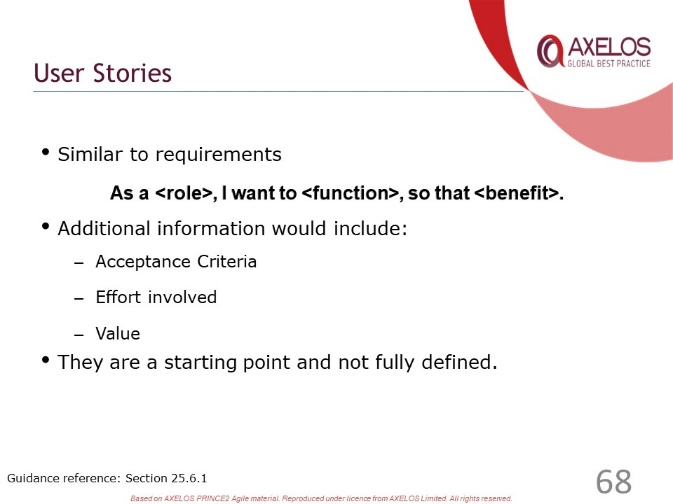 AXELOS
GLOBAL BEST PRACTICE
User Stories
• Similar to requirements
As a <role>, I want to <function>, so that <benefit>.
• Additional information would include:
– Acceptance Criteria
– Effort involved
– Value
• They are a starting point and not fully defined.
Guidance reference: Section 25.6.1
68
Based on AXELOS PRINCE2 Agile material. Reproduced under licence from AXELOS Limited. All rights reserved.